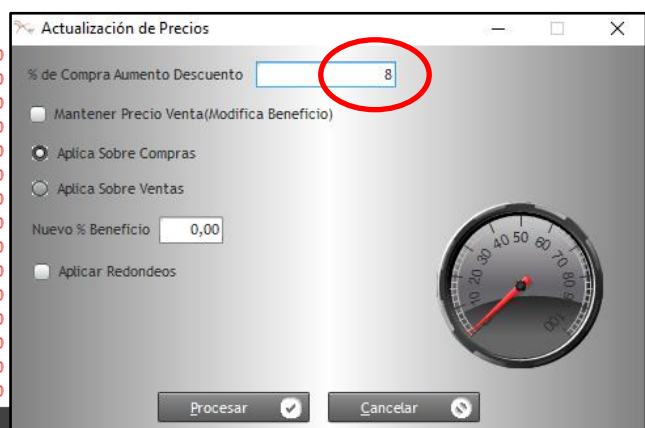 Actualización de Precios
% de Compra Aumento Descuento 8
Mantener Precio Venta(Modifica Beneficio)
Aplica Sobre Compras
Aplica Sobre Ventas
Nuevo % Beneficio 0,00
Aplicar Redondeos
10 20 30 40 50 60 70 80 100
Procesar Cancelar